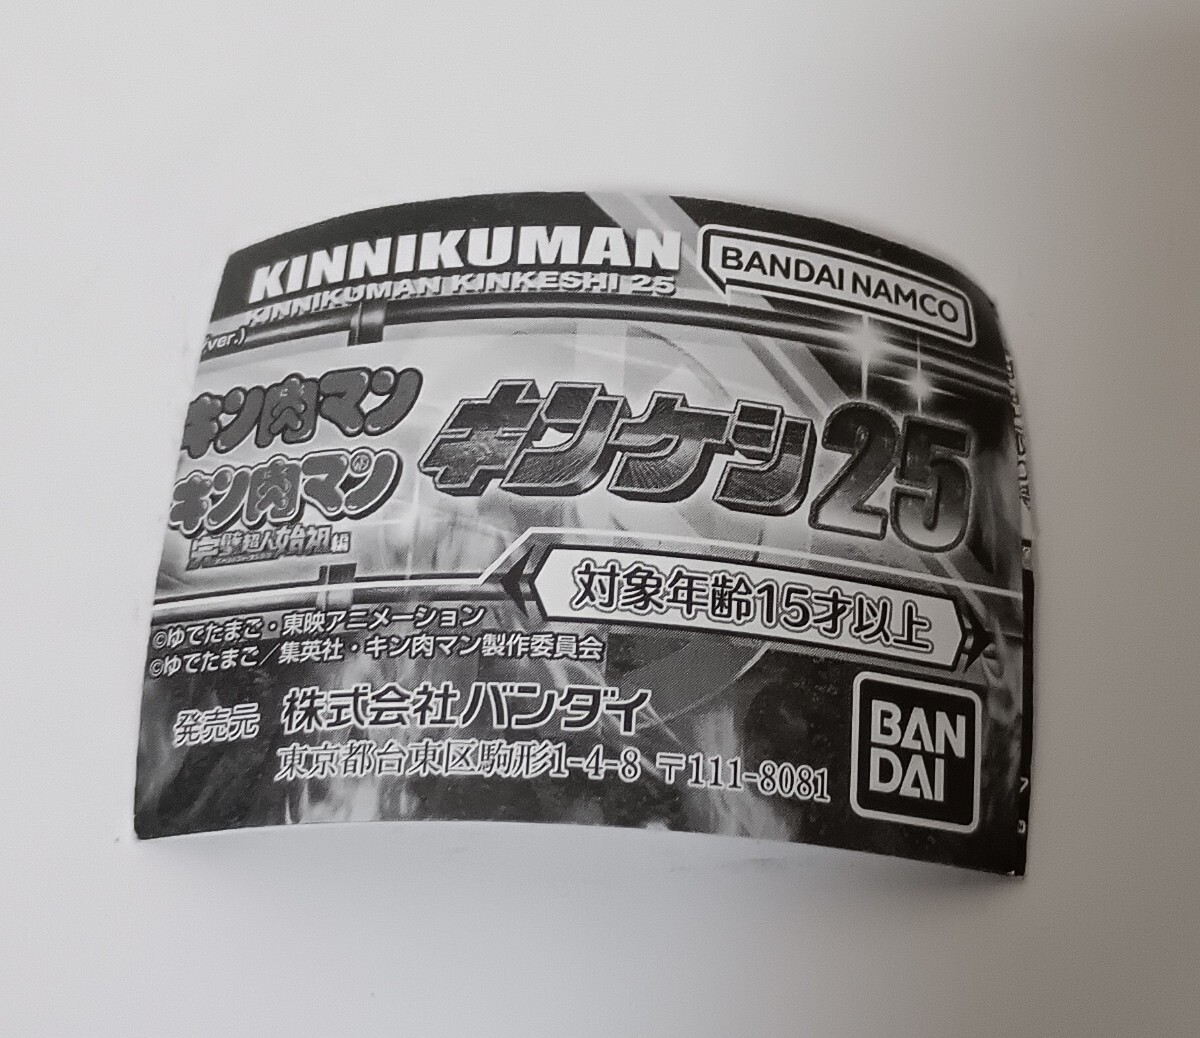 KINNIKUMAN
KINNIKUMAN KINKESHI 25
BANDAI NAMCO
ver.)
キン肉マン
キン肉マン
完璧超人始祖編
キンケシ25
対象年齢15才以上
©ゆでたまご・東映アニメーション
©ゆでたまご／集英社・キン肉マン製作委員会
発売元 株式会社バンダイ
東京都台東区駒形1-4-8 〒111-8081
BAN
DAI